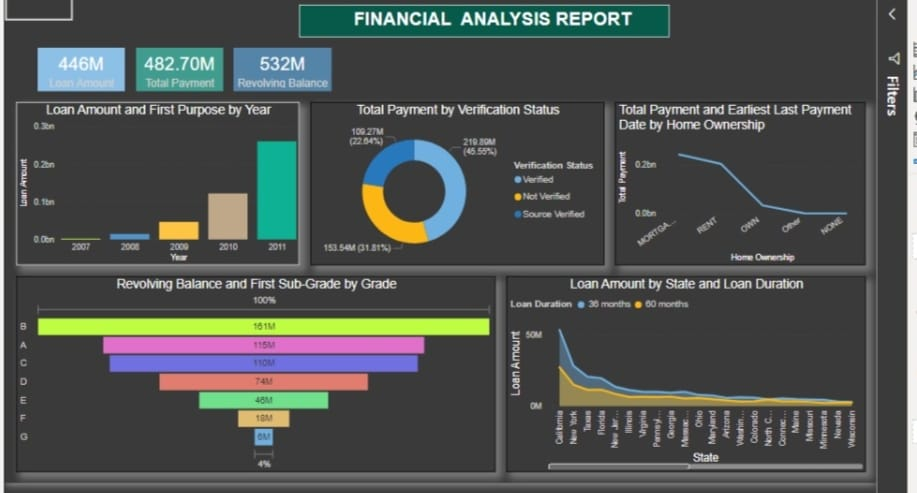 FINANCIAL ANALYSIS REPORT
446M
Loan Amount
482.70M
Total Payment
532M
Revolving Balance
Filters
Loan Amount and First Purpose by Year
Loan Amount
0.3bn
0.2bn
0.1bn
0.0bn
2007 2008 2009 2010 2011
Year
Total Payment by Verification Status
109.27M
(22.64%)
219.89M
(45.55%)
153.54M (31.81%)
Verification Status
Verified
Not Verified
Source Verified
Total Payment and Earliest Last Payment
Date by Home Ownership
Total Payment
0.2bn
0.0bn
MORTGA... RENT OWN Other NONE
Home Ownership
Revolving Balance and First Sub-Grade by Grade
100%
B 161M
A 115M
C 110M
D 74M
E 46M
F 18M
G 6M
4%
Loan Amount by State and Loan Duration
Loan Duration 36 months 60 months
Loan Amount
50M
0M
California New York Texas Florida New Jer... Illinois Virginia Pennsyl... Georgia Massac... Ohio Maryland Arizona Washin... Colorado North C... Connec... Maine Missouri Minnesota Nevada Wisconsin
State